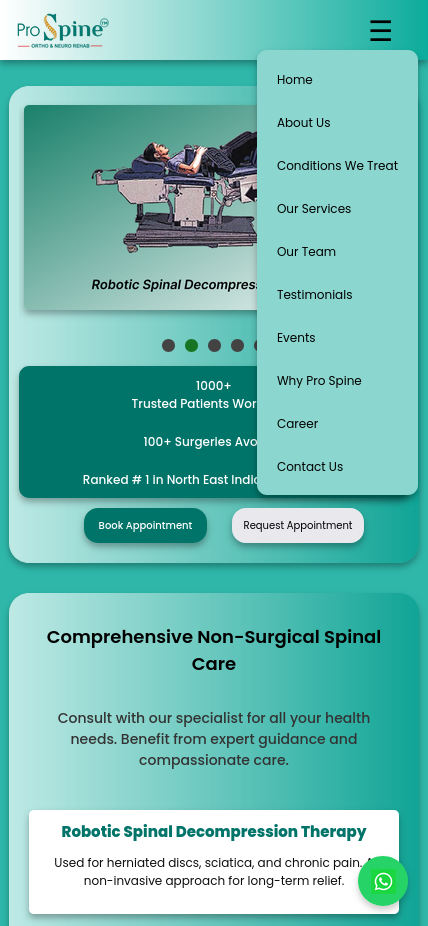 Pro Spine TM
ORTHO & NEURO REHAB
Home
About Us
Conditions We Treat
Our Services
Our Team
Testimonials
Events
Why Pro Spine
Career
Contact Us
Robotic Spinal Decompress
1000+
Trusted Patients Wor
100+ Surgeries Avo
Ranked # 1 in North East India
Book Appointment
Request Appointment
Comprehensive Non-Surgical Spinal
Care
Consult with our specialist for all your health
needs. Benefit from expert guidance and
compassionate care.
Robotic Spinal Decompression Therapy
Used for herniated discs, sciatica, and chronic pain. A
non-invasive approach for long-term relief.